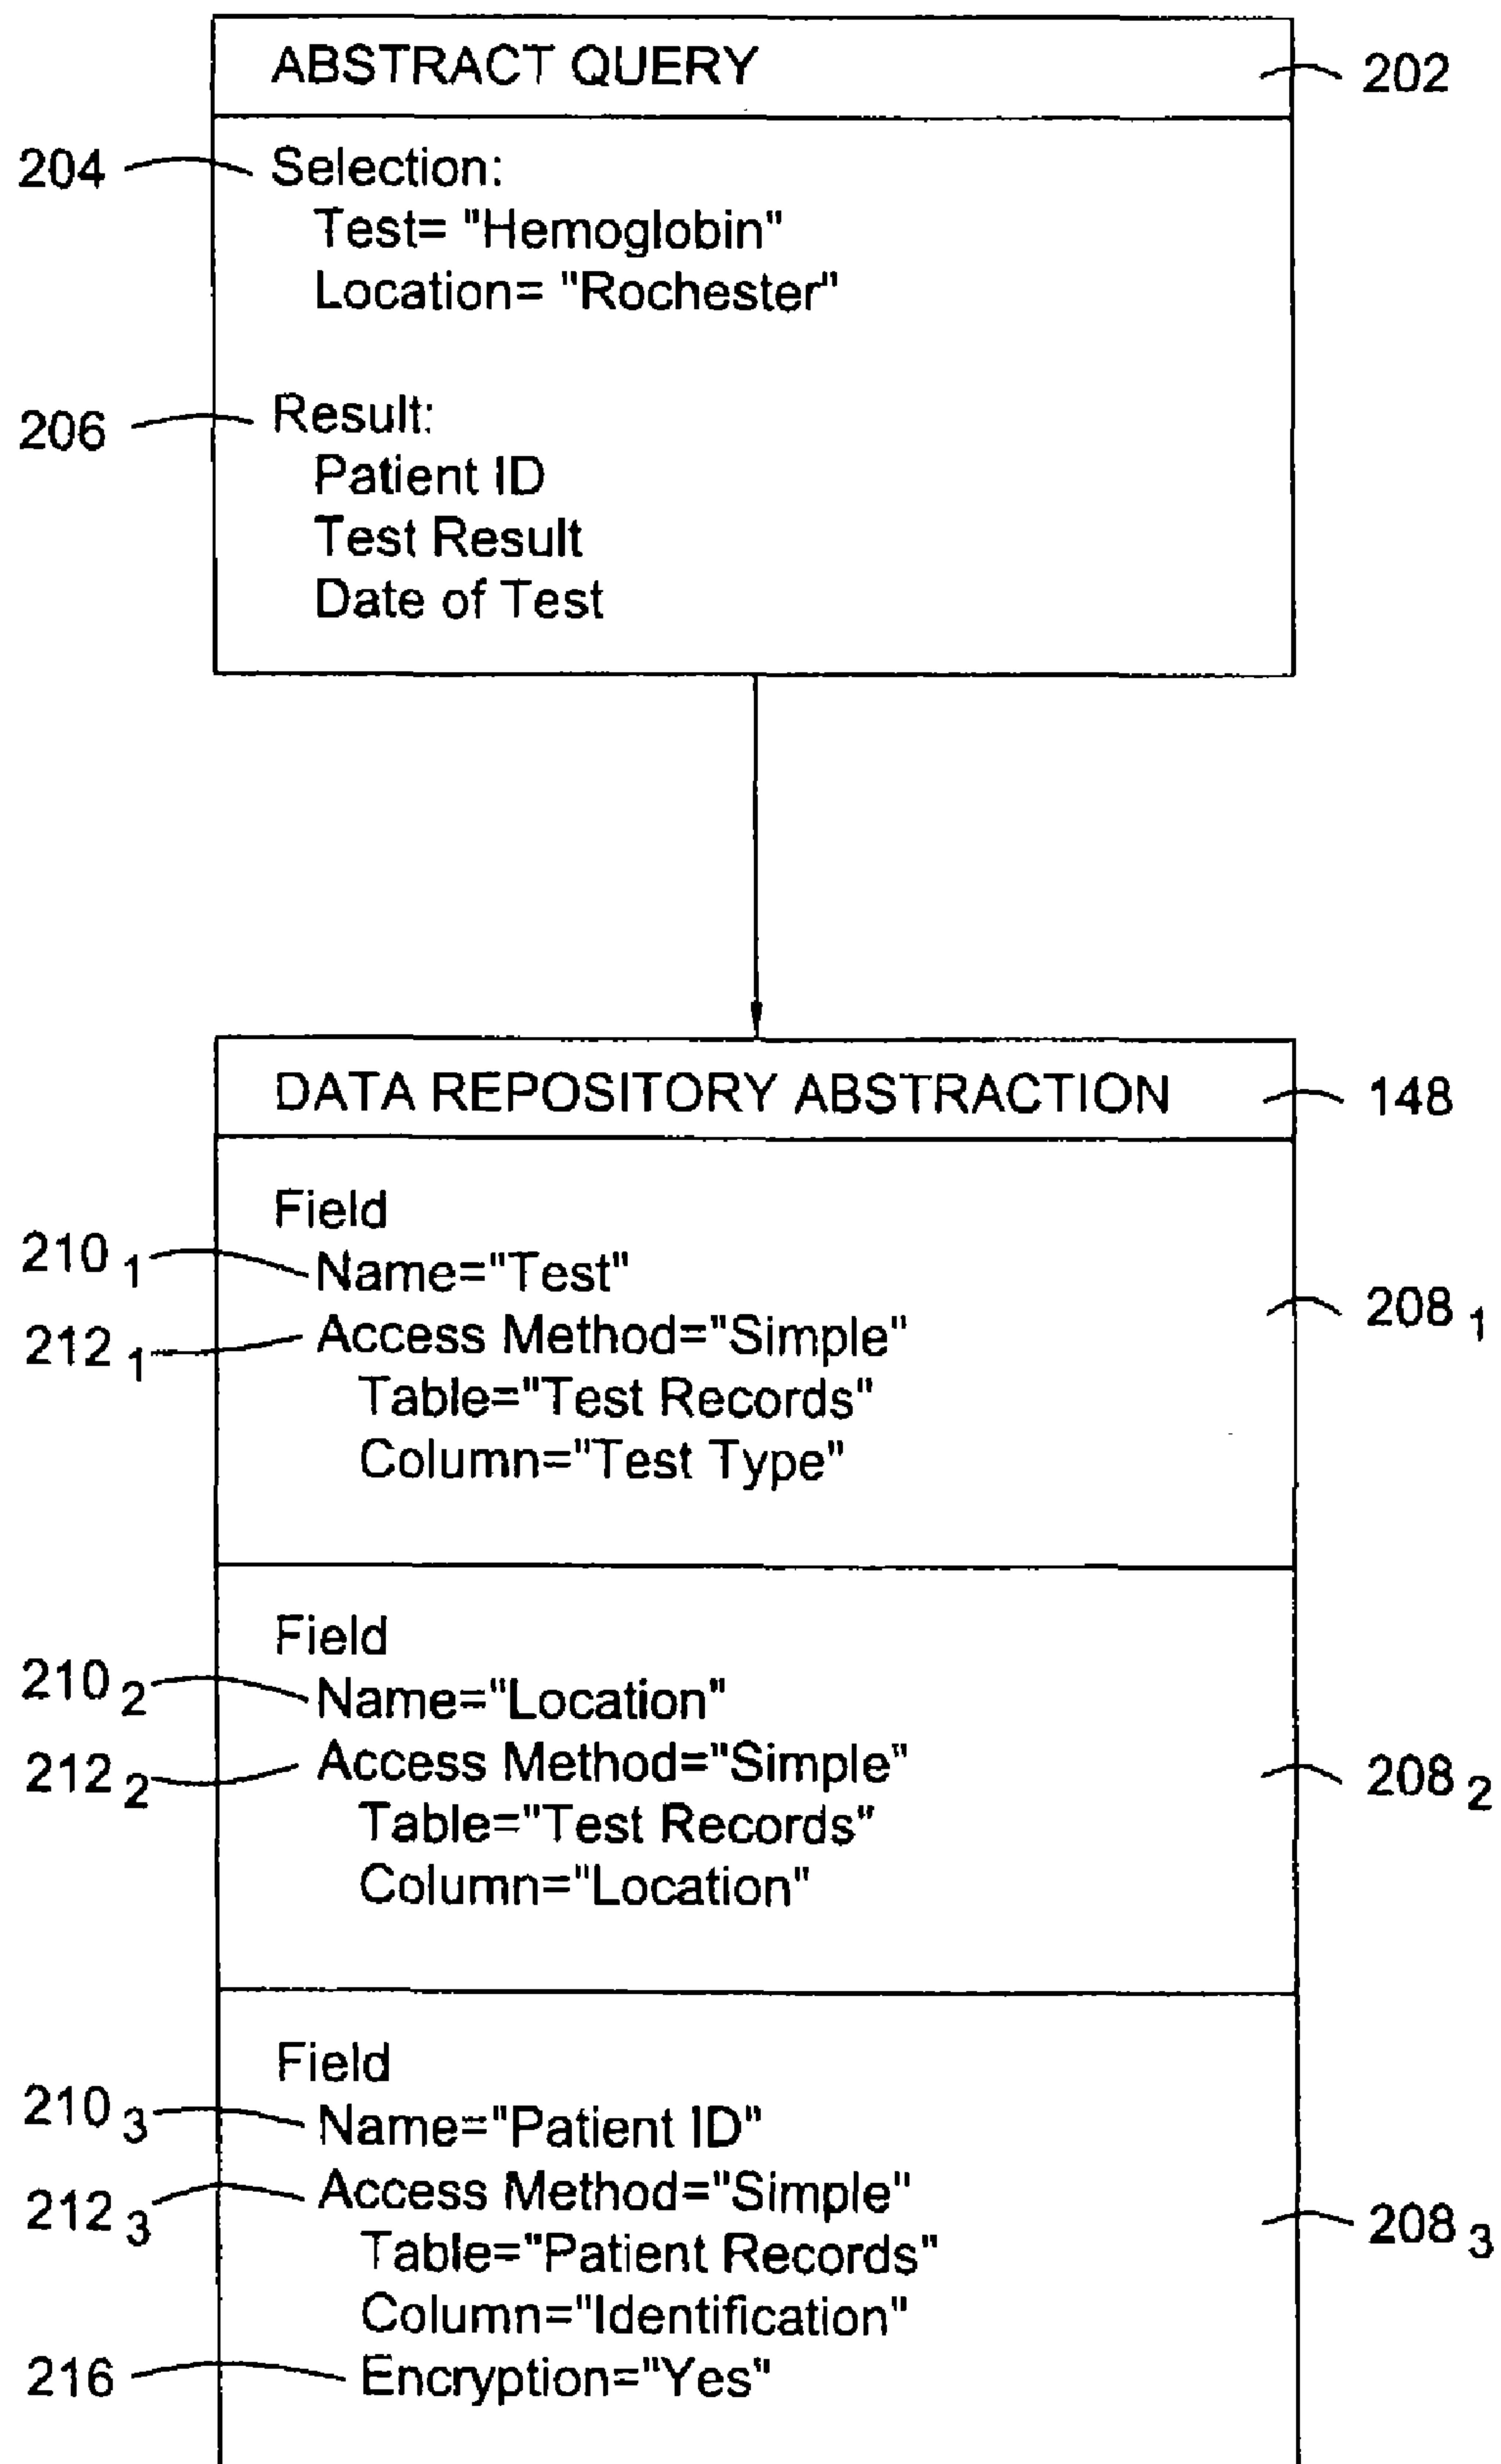 ABSTRACT QUERY 202
204 Selection:
Test= "Hemoglobin"
Location= "Rochester"
206 Result:
Patient ID
Test Result
Date of Test
DATA REPOSITORY ABSTRACTION 148
Field
210 1 Name="Test"
208 1
212 1 Access Method="Simple"
Table="Test Records"
Column="Test Type"
Field
210 2 Name="Location"
212 2 Access Method="Simple"
208 2
Table="Test Records"
Column="Location"
Field
210 3 Name="Patient ID"
212 3 Access Method="Simple"
208 3
Table="Patient Records"
Column="Identification"
216 Encryption="Yes"